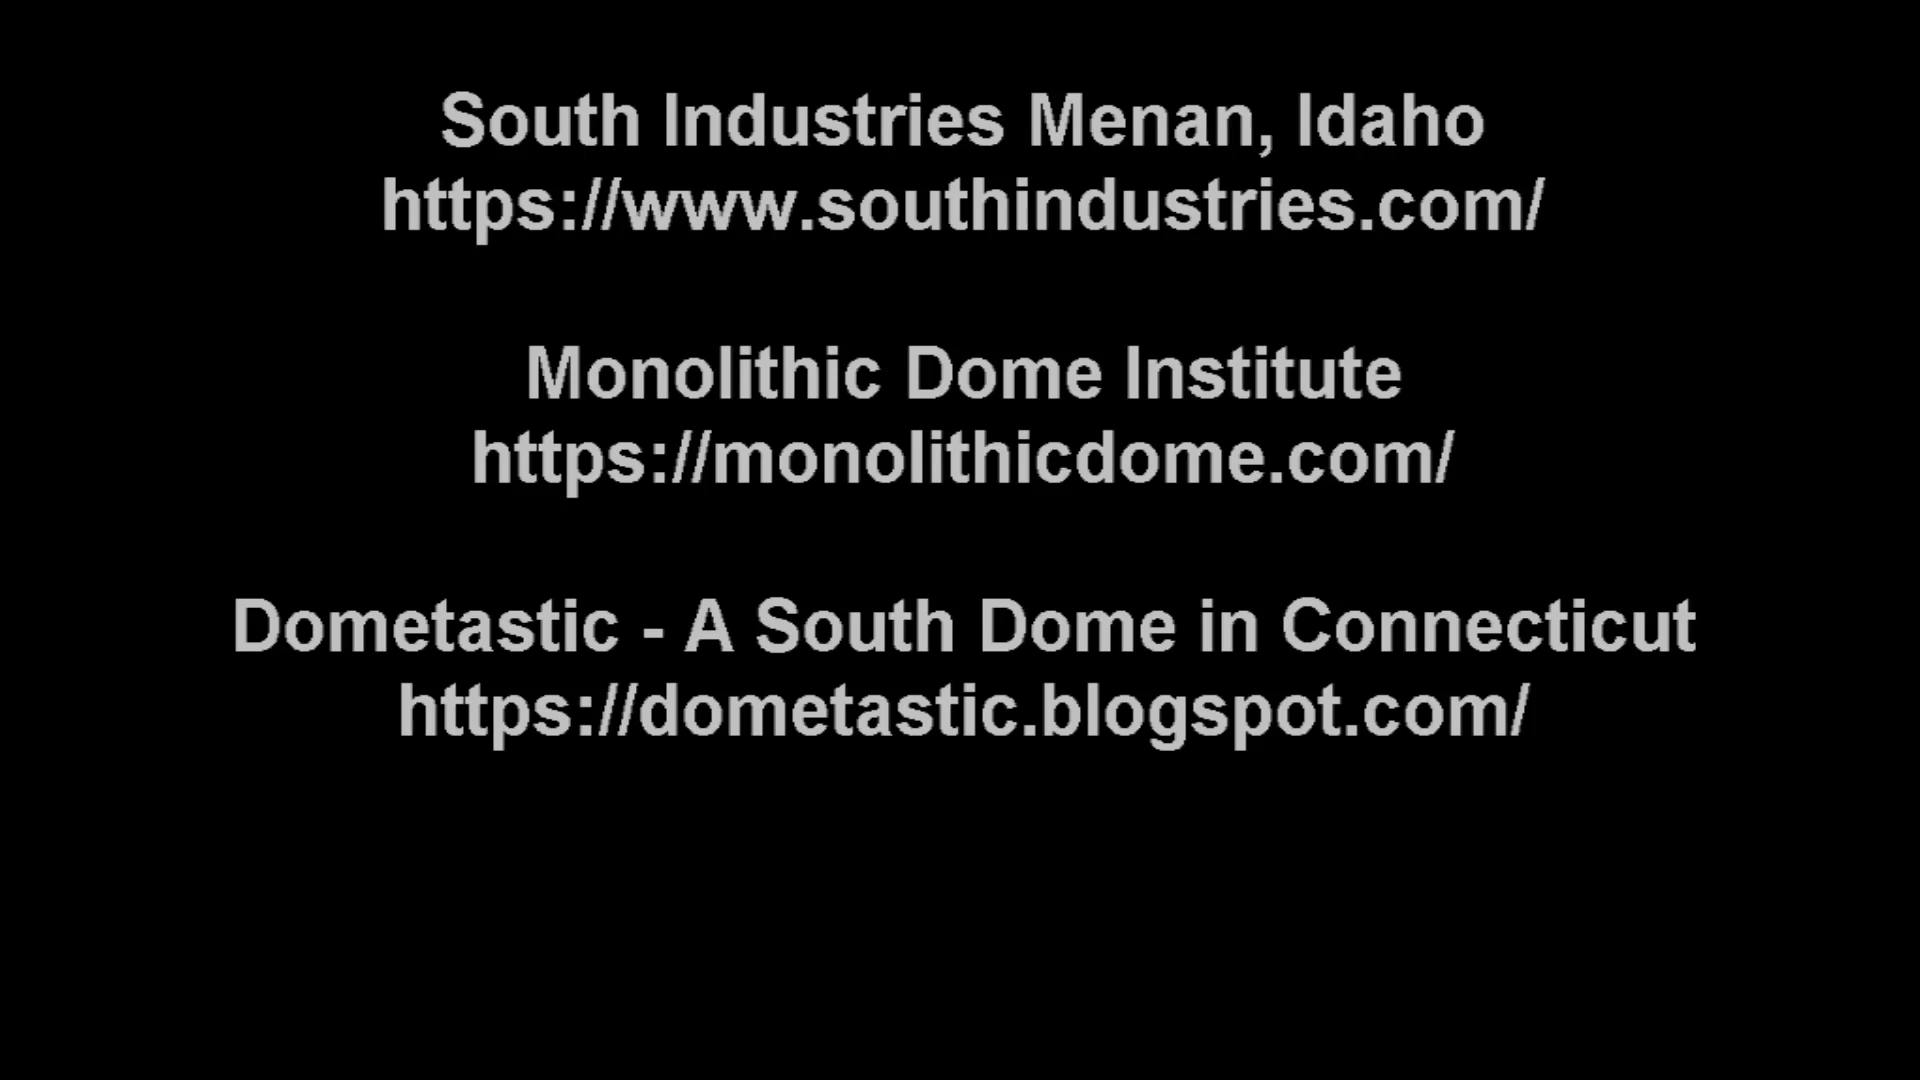 South Industries Menan, Idaho
https://www.southindustries.com/
Monolithic Dome Institute
https://monolithicdome.com/
Dometastic - A South Dome in Connecticut
https://dometastic.blogspot.com/